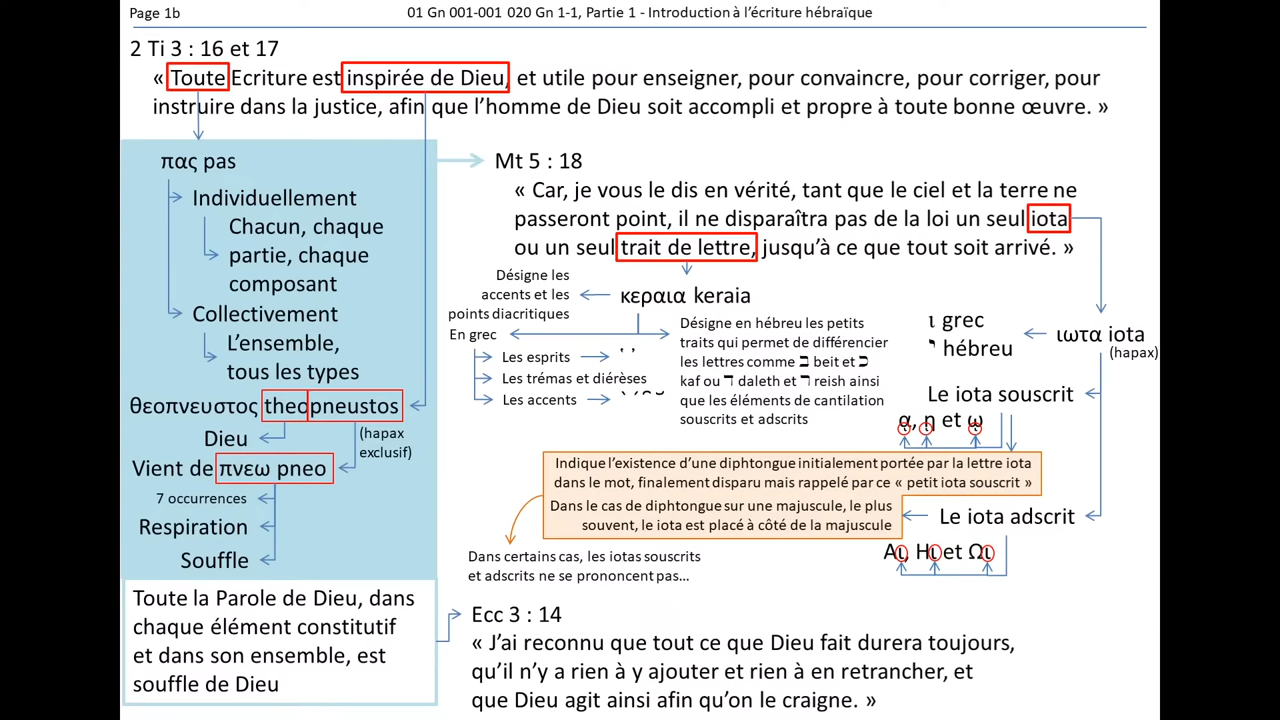 Page 1b
01 Gn 001-001 020 Gn 1-1, Partie 1 - Introduction à l'écriture hébraïque
2 Ti 3 : 16 et 17
« Toute Ecriture est inspirée de Dieu, et utile pour enseigner, pour convaincre, pour corriger, pour
instruire dans la justice, afin que l'homme de Dieu soit accompli et propre à toute bonne œuvre. »
πας pas
Individuellement
Chacun, chaque
partie, chaque
composant
Collectivement
L'ensemble,
tous les types
θεοπνευστος theopneustos
Dieu
(hapax
exclusif)
Vient de πνεω pneo
7 occurrences
Respiration
Souffle
Toute la Parole de Dieu, dans
chaque élément constitutif
et dans son ensemble, est
souffle de Dieu
Mt 5 : 18
« Car, je vous le dis en vérité, tant que le ciel et la terre ne
passeront point, il ne disparaîtra pas de la loi un seul iota
ou un seul trait de lettre, jusqu'à ce que tout soit arrivé. »
Désigne les
accents et les
points diacritiques
κεραια keraia
En grec
Les esprits
Les trémas et diérèses
Les accents
Désigne en hébreu les petits
traits qui permet de différencier
les lettres comme ב beit et כ
kaf ou ד daleth et ר reish ainsi
que les éléments de cantilation
souscrits et adscrits
ι grec
י hébreu
ιωτα iota
(hapax)
Le iota souscrit
ᾳ, ῃ et ῳ
Indique l'existence d'une diphtongue initialement portée par la lettre iota
dans le mot, finalement disparu mais rappelé par ce « petit iota souscrit »
Dans le cas de diphtongue sur une majuscule, le plus
souvent, le iota est placé à côté de la majuscule
Le iota adscrit
Αι, Ηι et Ωι
Dans certains cas, les iotas souscrits
et adscrits ne se prononcent pas…
Ecc 3 : 14
« J'ai reconnu que tout ce que Dieu fait durera toujours,
qu'il n'y a rien à y ajouter et rien à en retrancher, et
que Dieu agit ainsi afin qu'on le craigne. »